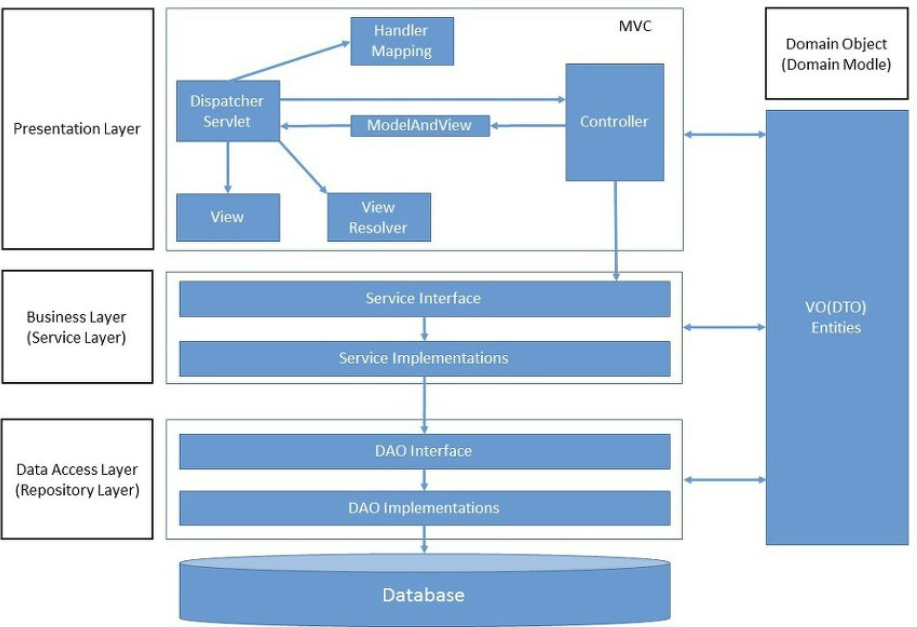 MVC
Handler
Mapping
Domain Object
(Domain Modle)
Presentation Layer
Dispatcher
Servlet
ModelAndView
Controller
View
View
Resolver
Business Layer
(Service Layer)
Service Interface
Service Implementations
VO(DTO)
Entities
Data Access Layer
(Repository Layer)
DAO Interface
DAO Implementations
Database